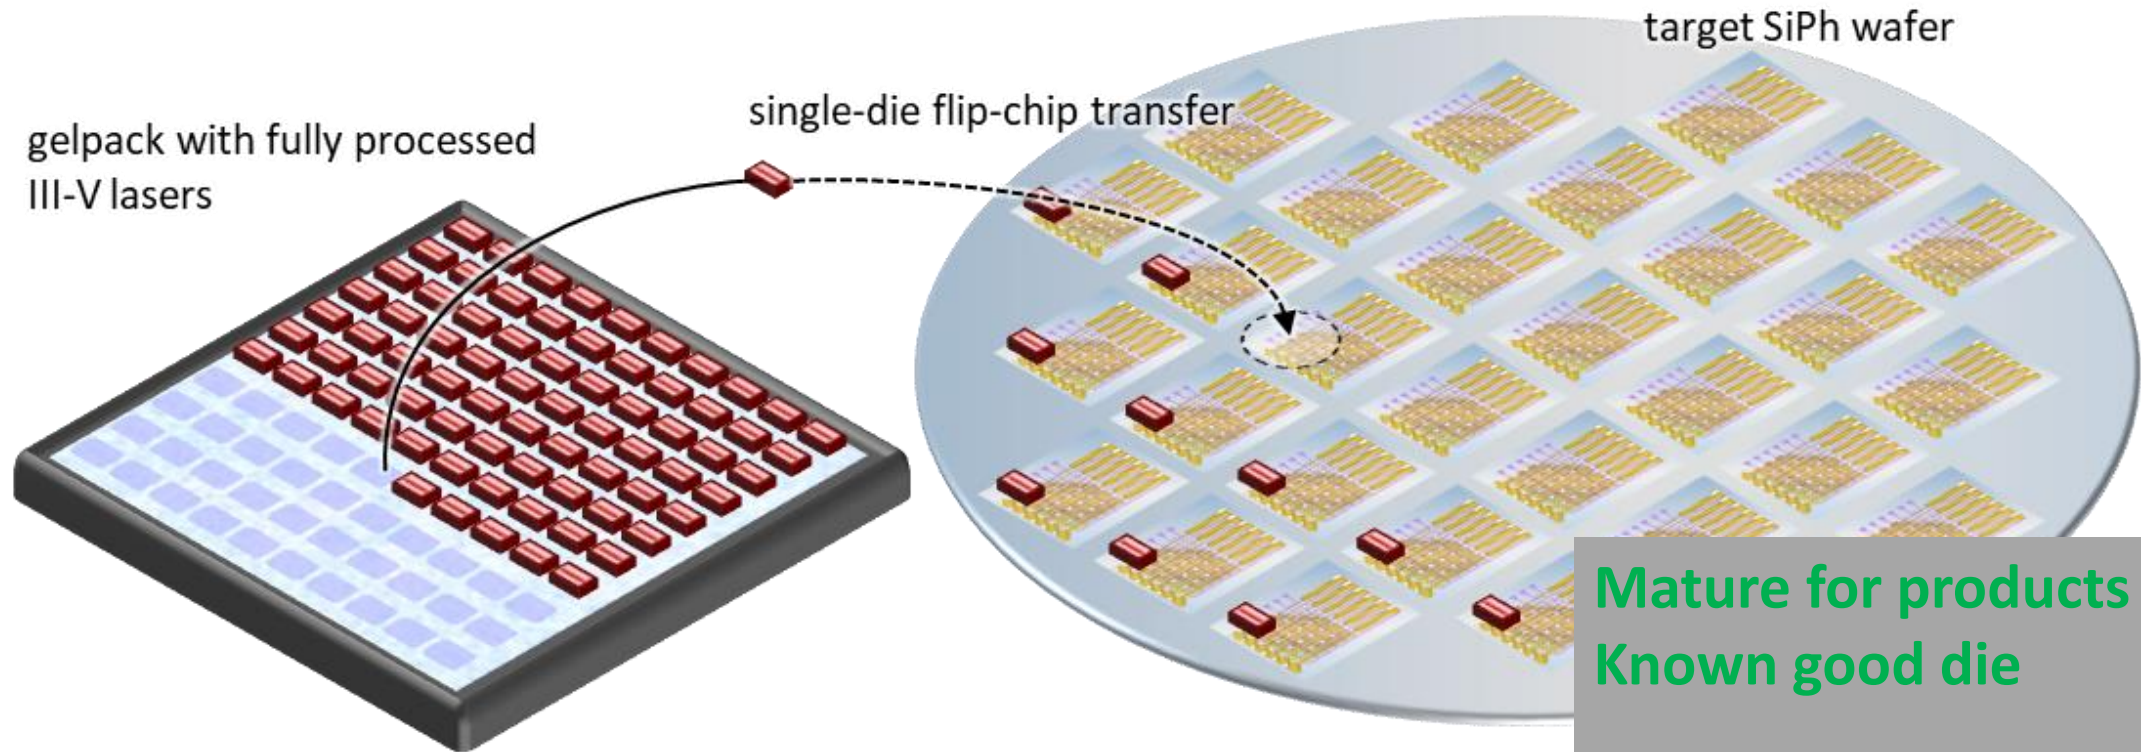 target SiPh wafer
single-die flip-chip transfer
gelpack with fully processed
III-V lasers
Mature for products
Known good die